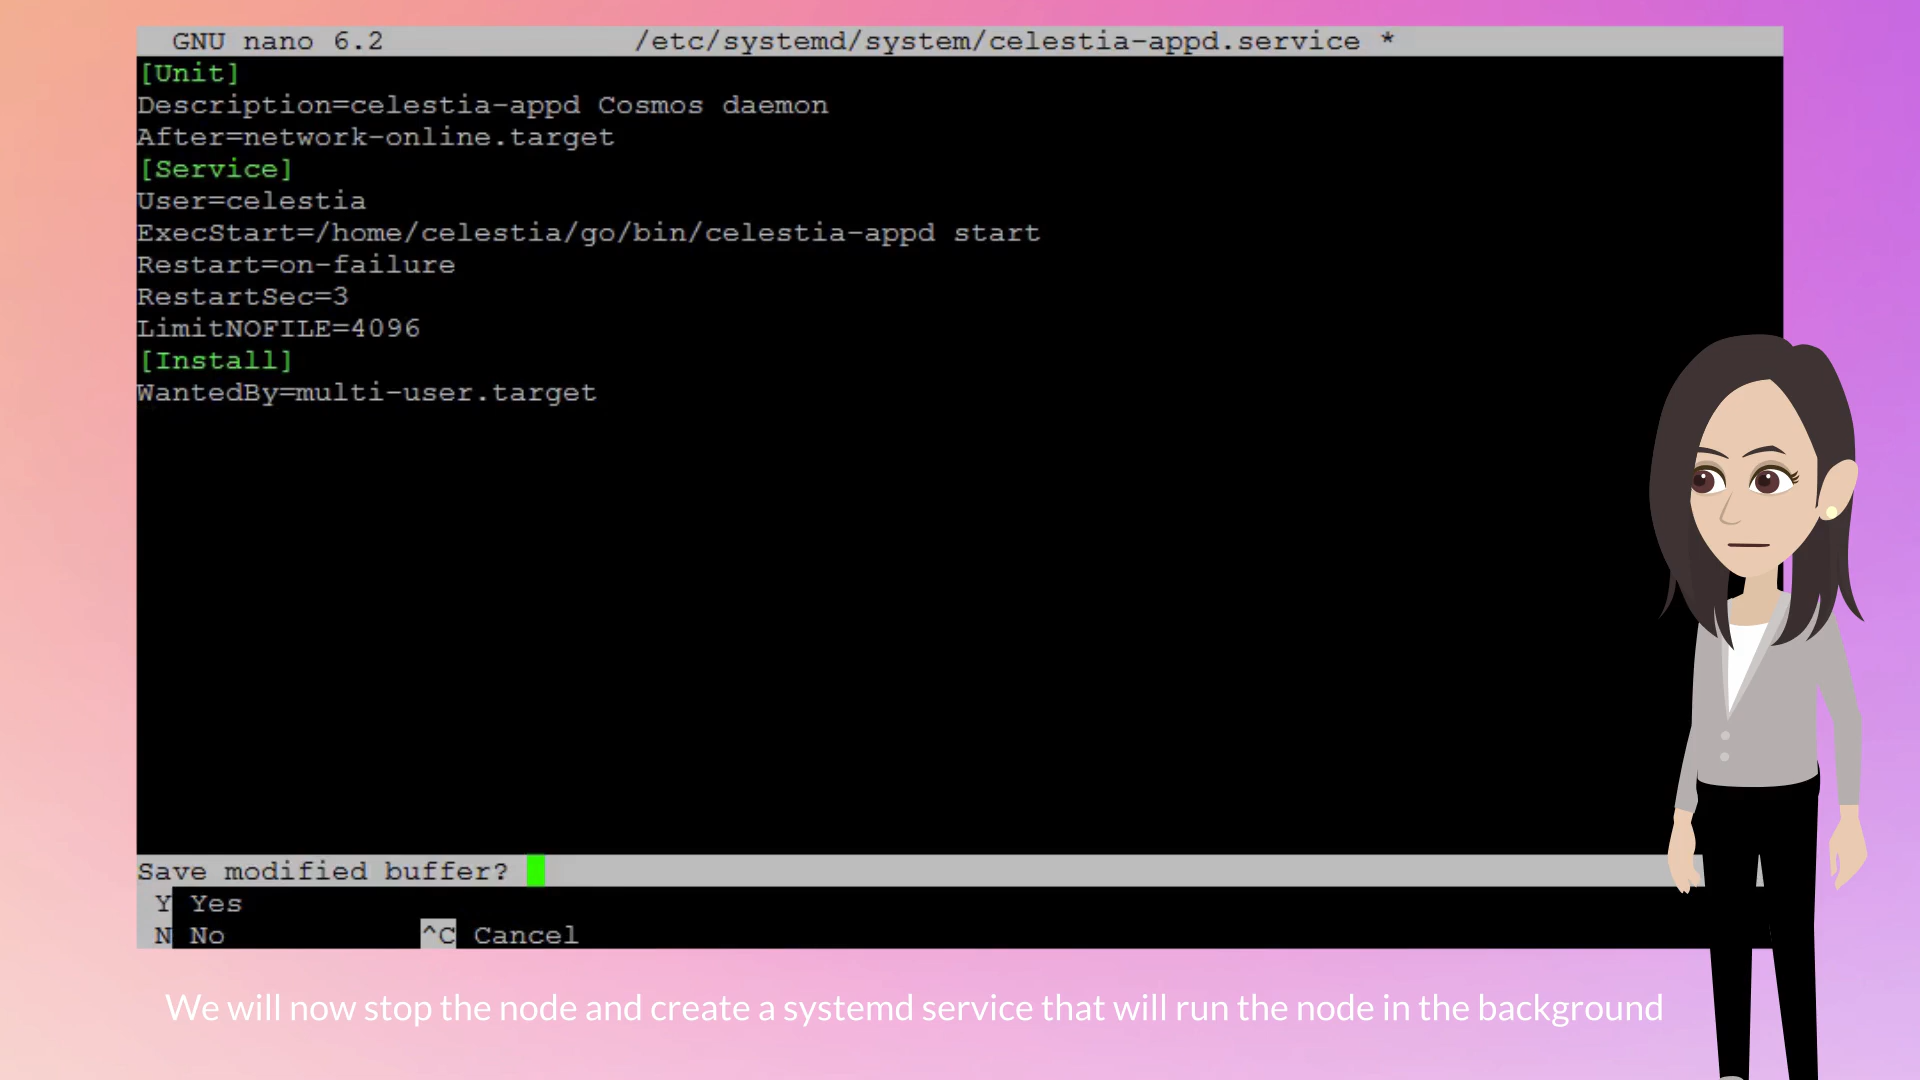 GNU nano 6.2 /etc/systemd/system/celestia-appd.service *
[Unit]
Description=celestia-appd Cosmos daemon
After=network-online.target
[Service]
User=celestia
ExecStart=/home/celestia/go/bin/celestia-appd start
Restart=on-failure
RestartSec=3
LimitNOFILE=4096
[Install]
WantedBy=multi-user.target
Save modified buffer?
Y Yes
N No ^C Cancel
We will now stop the node and create a systemd service that will run the node in the background